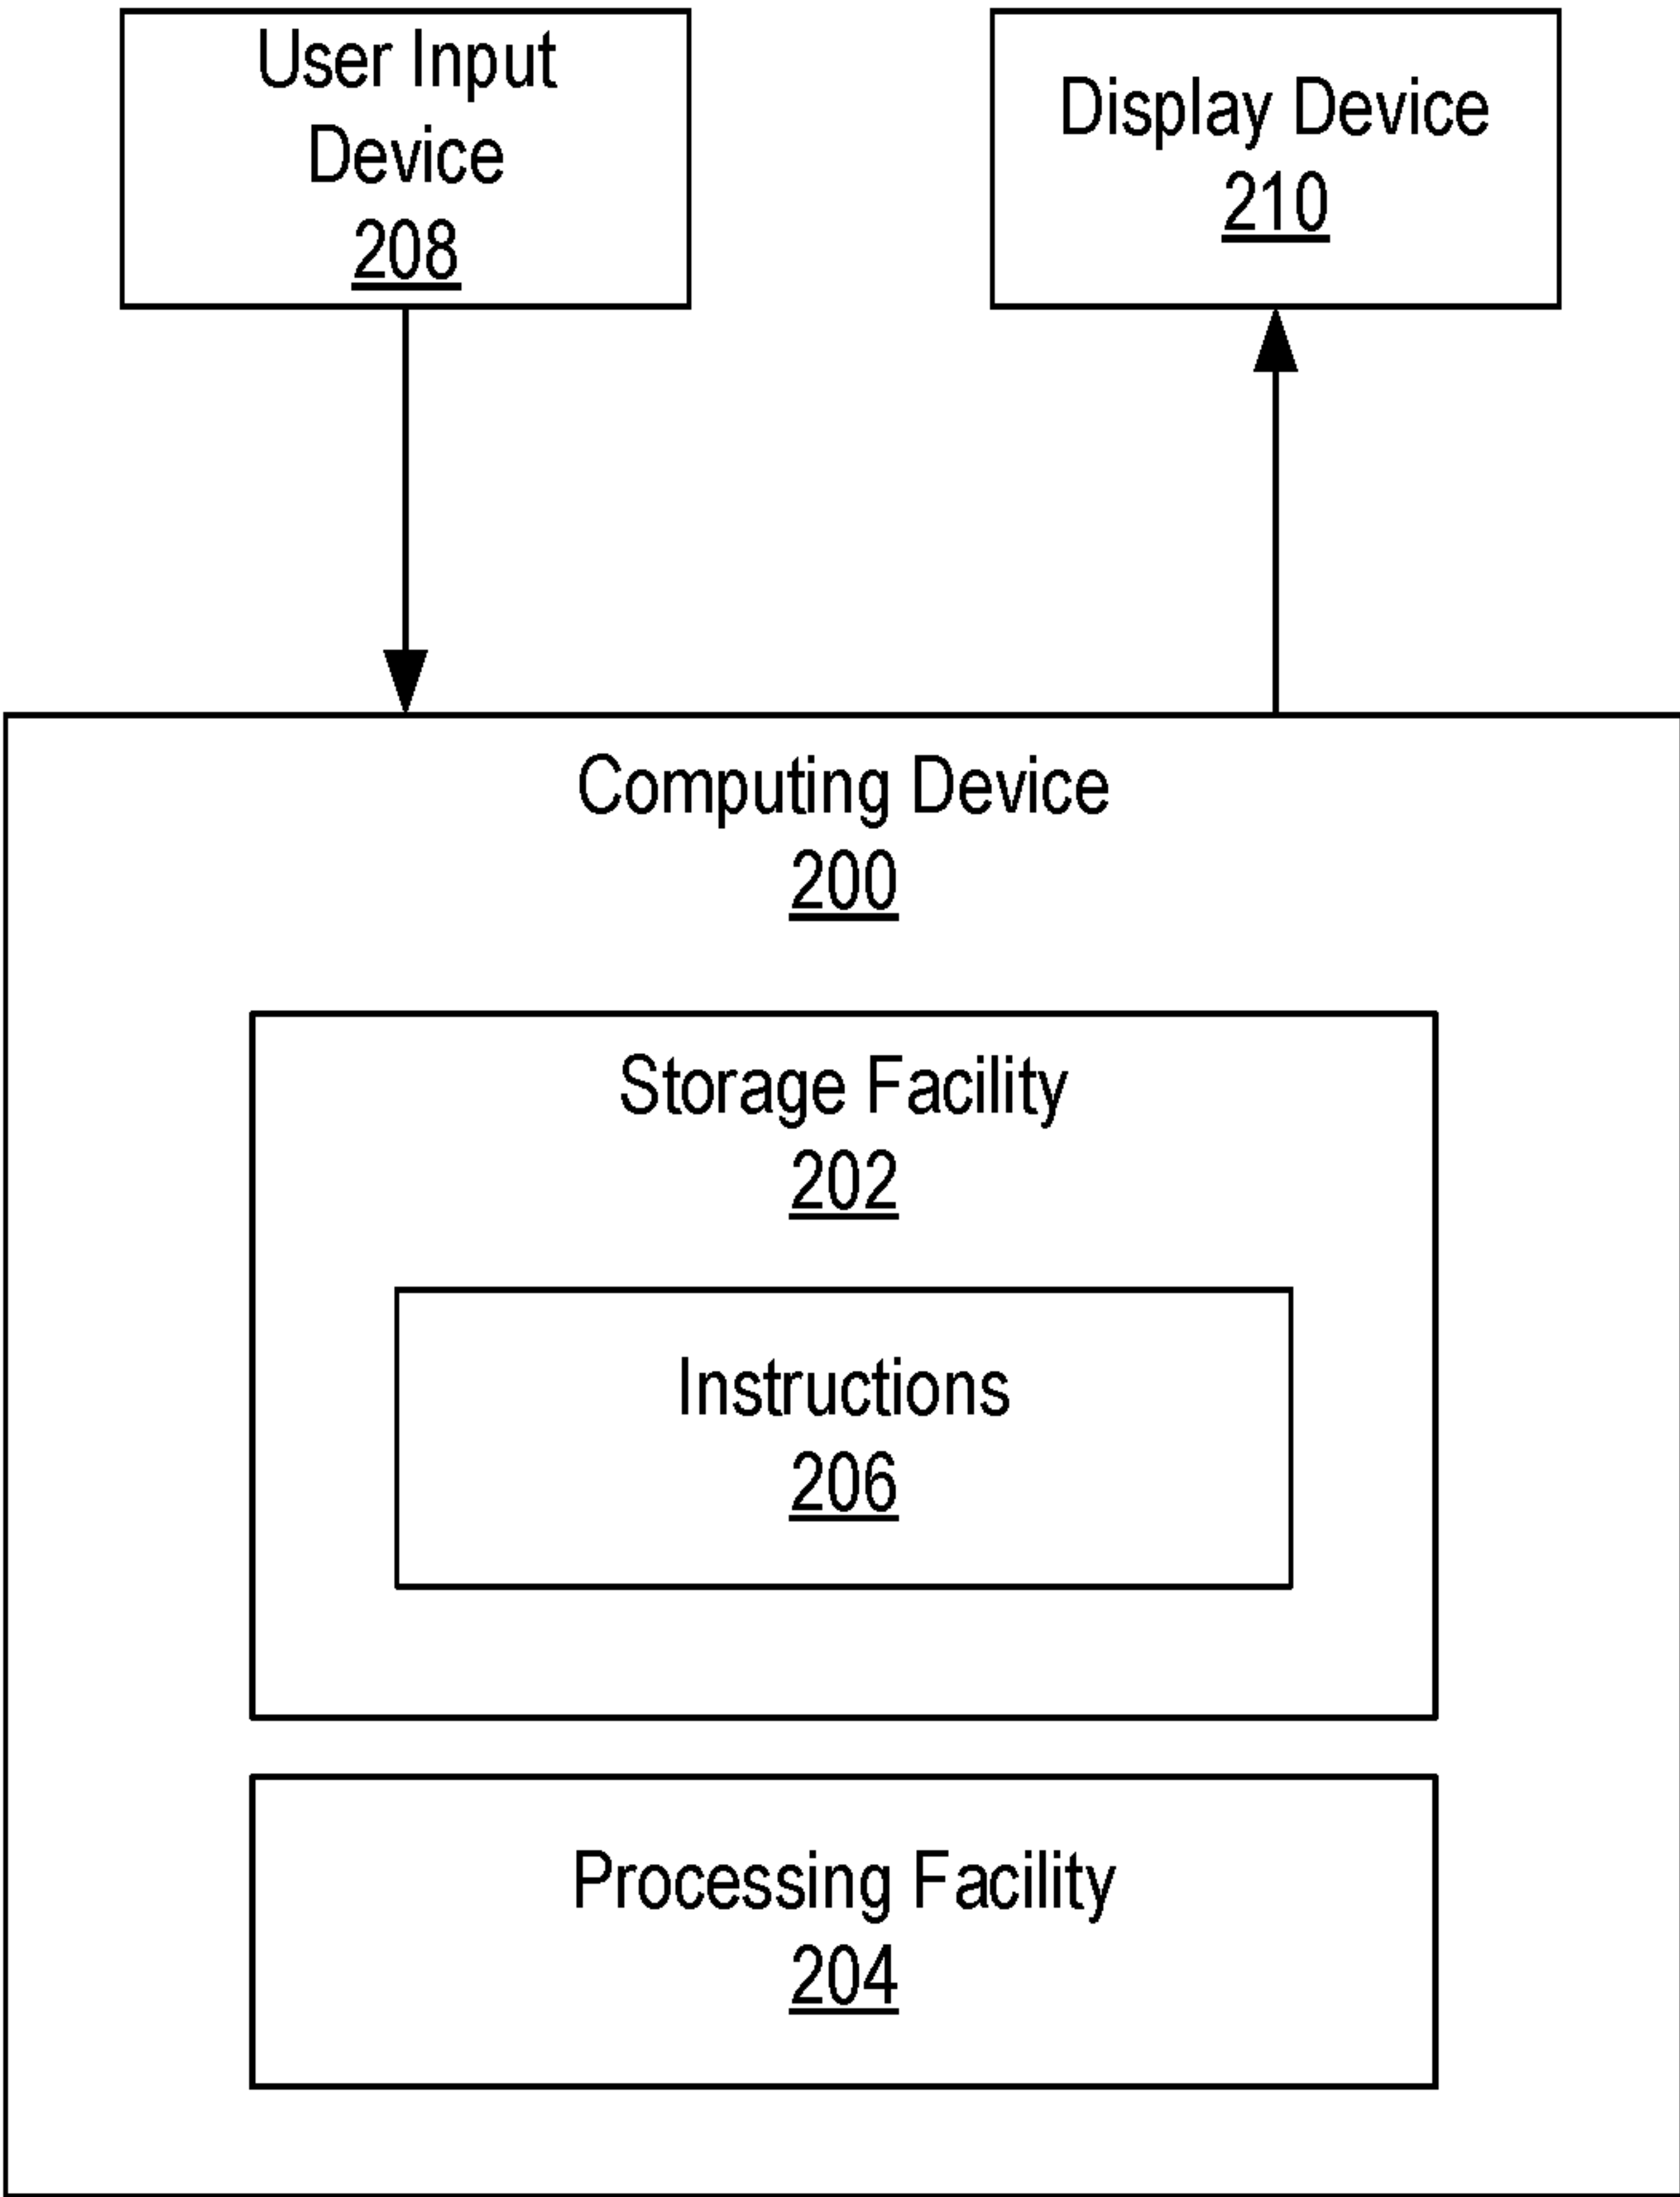 User Input
Device
208
Display Device
210
Computing Device
200
Storage Facility
202
Instructions
206
Processing Facility
204